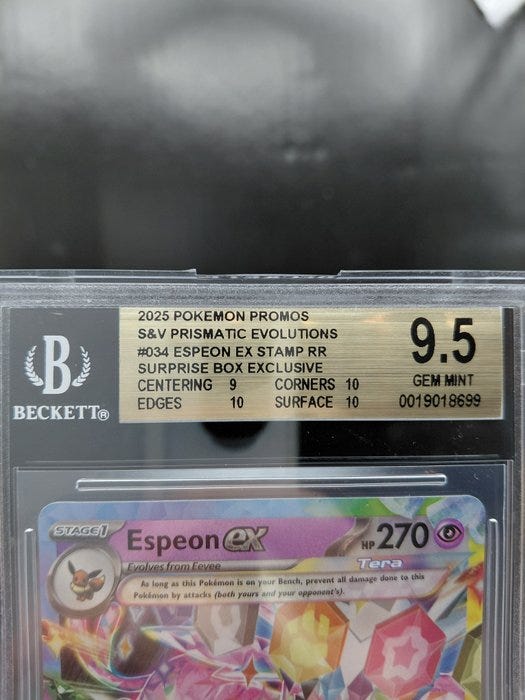 2025 POKEMON PROMOS
S&V PRISMATIC EVOLUTIONS
#034 ESPEON EX STAMP RR
SURPRISE BOX EXCLUSIVE
CENTERING 9 CORNERS 10
EDGES 10 SURFACE 10
9.5
GEM MINT
0019018699
B
BECKETT®
STAGE1
Espeon ex
HP 270
Evolves from Eevee
Tera
As long as this Pokémon is on your Bench, prevent all damage done to this
Pokémon by attacks (both yours and your opponent's).